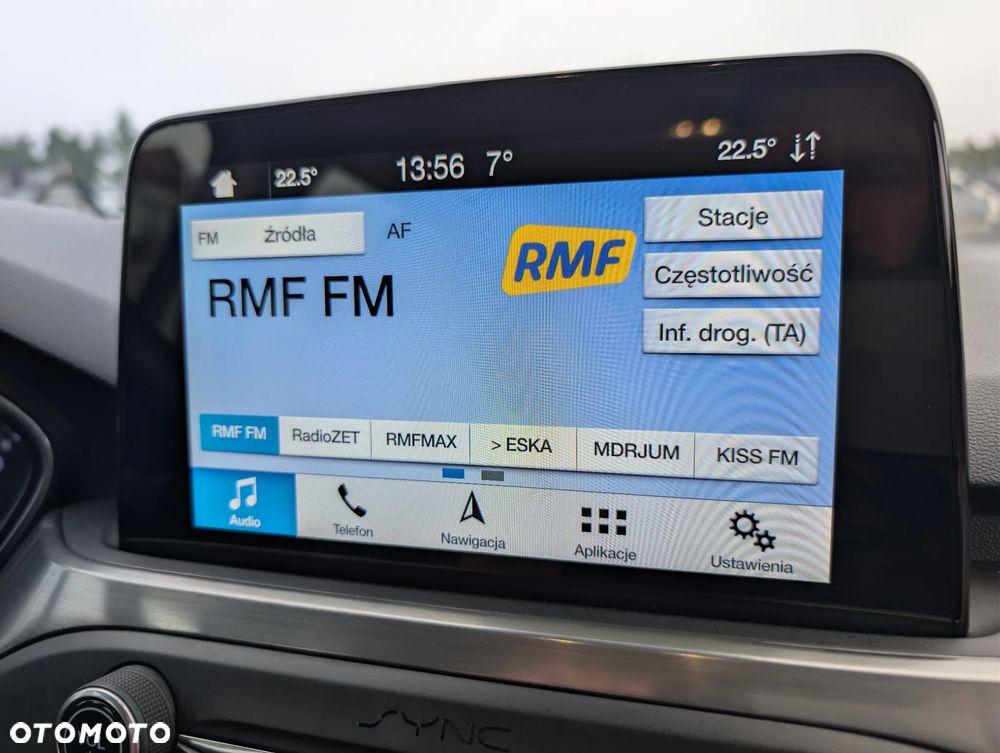 22.5° 13:56 7° 22.5°
FM Źródła AF
RMF FM
RMF
Stacje
Częstotliwość
Inf. drog. (TA)
RMF FM RadioZET RMFMAX > ESKA MDRJUM KISS FM
Audio Telefon Nawigacja Aplikacje Ustawienia
SYNC
OTOMOTO